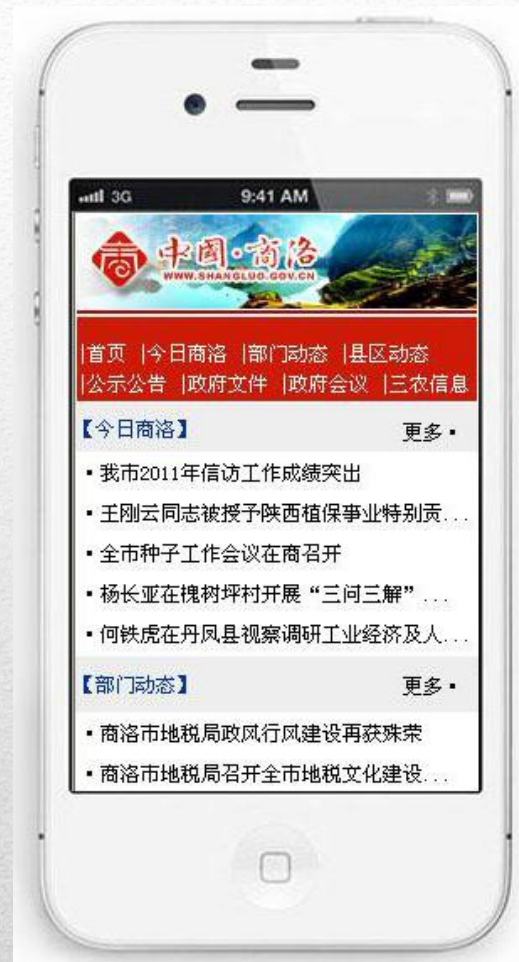 3G 9:41 AM
中國·商洛
WWW.SHANGLUO.GOV.CN
|首页 |今日商洛 |部门动态 |县区动态
|公示公告 |政府文件 |政府会议 |三农信息
【今日商洛】 更多▪
▪ 我市2011年信访工作成绩突出
▪ 王刚云同志被授予陕西植保事业特别贡...
▪ 全市种子工作会议在商召开
▪ 杨长亚在槐树坪村开展“三问三解”...
▪ 何铁虎在丹凤县视察调研工业经济及人...
【部门动态】 更多▪
▪ 商洛市地税局政风行风建设再获殊荣
▪ 商洛市地税局召开全市地税文化建设...